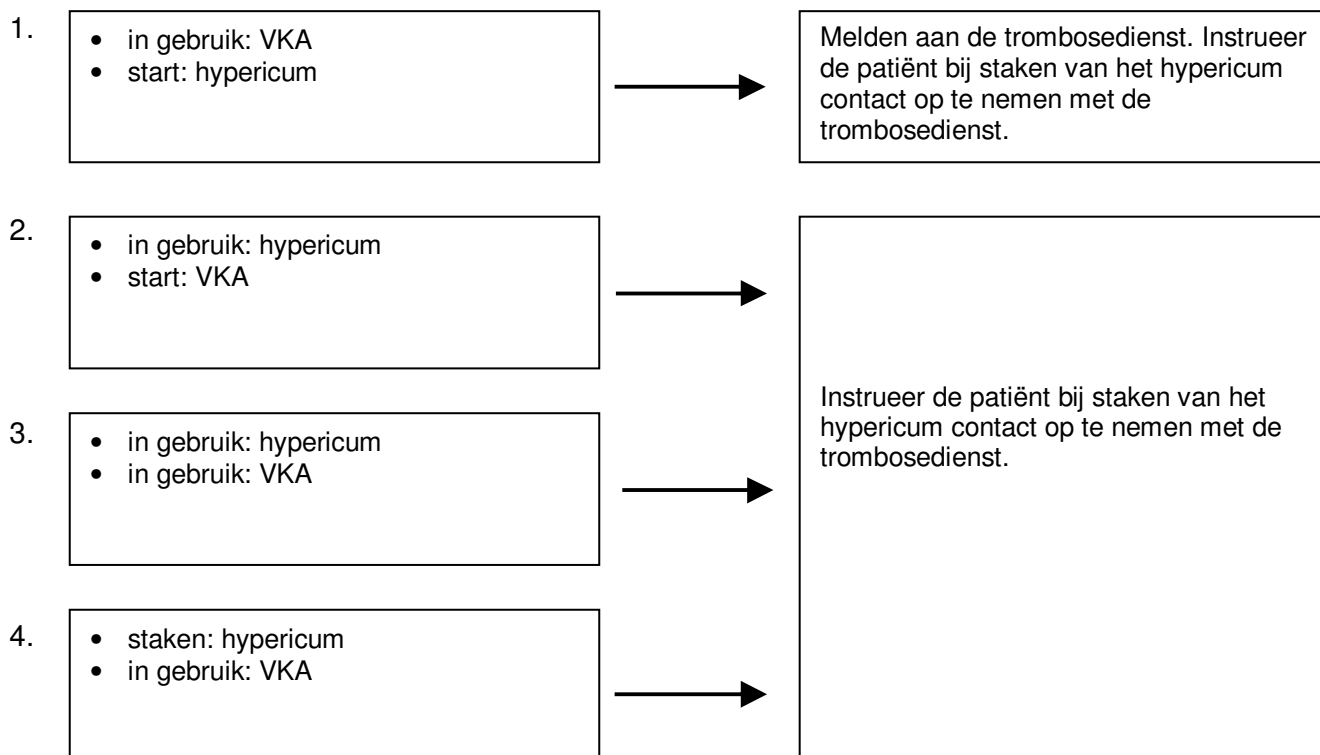 1.
• in gebruik: VKA
• start: hypericum
Melden aan de trombosedienst. Instrueer
de patiënt bij staken van het hypericum
contact op te nemen met de
trombosedienst.
2.
• in gebruik: hypericum
• start: VKA
3.
• in gebruik: hypericum
• in gebruik: VKA
Instrueer de patiënt bij staken van het
hypericum contact op te nemen met de
trombosedienst.
4.
• staken: hypericum
• in gebruik: VKA